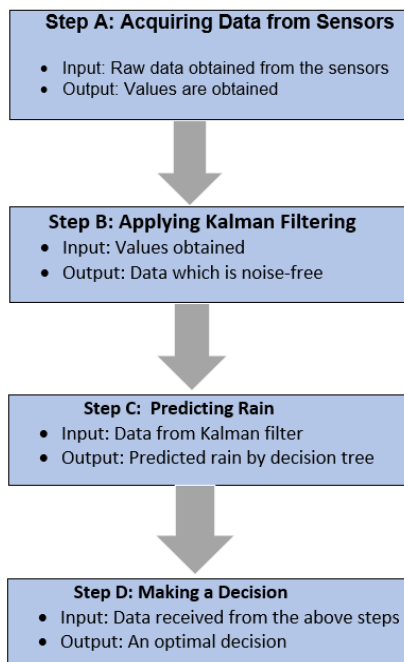 Step A: Acquiring Data from Sensors
• Input: Raw data obtained from the sensors
• Output: Values are obtained
Step B: Applying Kalman Filtering
• Input: Values obtained
• Output: Data which is noise-free
Step C: Predicting Rain
• Input: Data from Kalman filter
• Output: Predicted rain by decision tree
Step D: Making a Decision
• Input: Data received from the above steps
• Output: An optimal decision